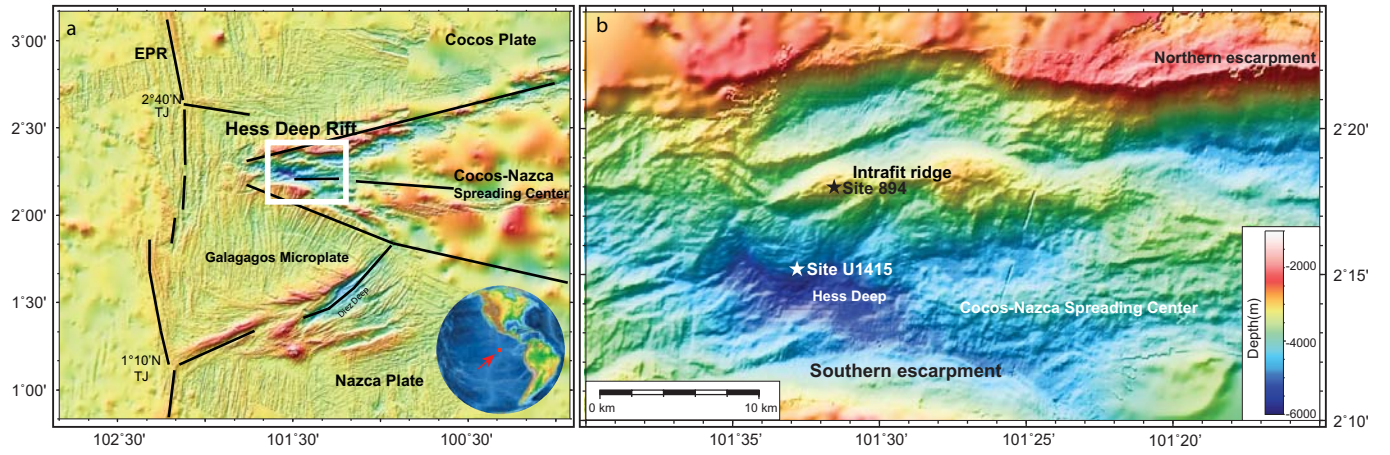 a
3°00'
2°30'
2°00'
1°30'
1°00'
102°30'
101°30'
100°30'
EPR
Cocos Plate
2°40'N
TJ
Hess Deep Rift
Cocos-Nazca
Spreading Center
Galagagos Microplate
Diez Deep
1°10'N
TJ
Nazca Plate
b
Northern escarpment
2°20'
Intrafit ridge
Site 894
Site U1415
2°15'
Hess Deep
Cocos-Nazca Spreading Center
Southern escarpment
0 km
10 km
Depth(m)
-2000
-4000
-6000
2°10'
101°35'
101°30'
101°25'
101°20'